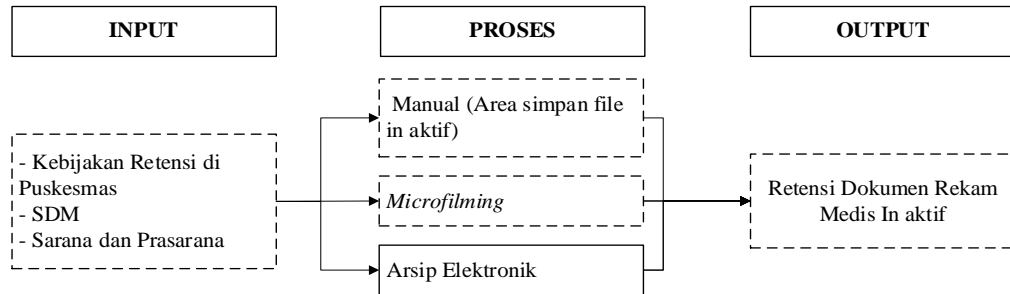 INPUT
PROSES
OUTPUT
- Kebijakan Retensi di
Puskesmas
- SDM
- Sarana dan Prasarana
Manual (Area simpan file
in aktif)
Microfilming
Arsip Elektronik
Retensi Dokumen Rekam
Medis In aktif